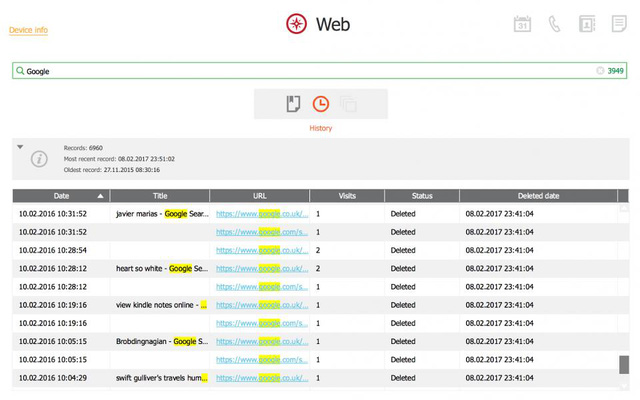 Web
Device info
31
Google
3949
History
Records: 6960
Most recent record: 08.02.2017 23:51:02
Oldest record: 27.11.2015 08:30:16
Date Title URL Visits Status Deleted date
10.02.2016 10:31:52 javier marias - Google Sear... https://www.google.co.uk/... 1 Deleted 08.02.2017 23:41:04
10.02.2016 10:31:52 https://www.google.com/s... 1 Deleted 08.02.2017 23:41:04
10.02.2016 10:28:54 https://www.google.co.uk/... 2 Deleted 08.02.2017 23:41:04
10.02.2016 10:28:12 heart so white - Google Se... https://www.google.co.uk/... 2 Deleted 08.02.2017 23:41:04
10.02.2016 10:28:12 https://www.google.com/s... 1 Deleted 08.02.2017 23:41:04
10.02.2016 10:19:16 view kindle notes online - ... https://www.google.co.uk/... 1 Deleted 08.02.2017 23:41:04
10.02.2016 10:19:16 https://www.google.com/s... 1 Deleted 08.02.2017 23:41:04
10.02.2016 10:05:15 Brobdingnagian - Google S... https://www.google.co.uk/... 1 Deleted 08.02.2017 23:41:04
10.02.2016 10:05:15 https://www.google.com/s... 1 Deleted 08.02.2017 23:41:04
10.02.2016 10:04:29 swift gulliver's travels hum... https://www.google.co.uk/... 1 Deleted 08.02.2017 23:41:04